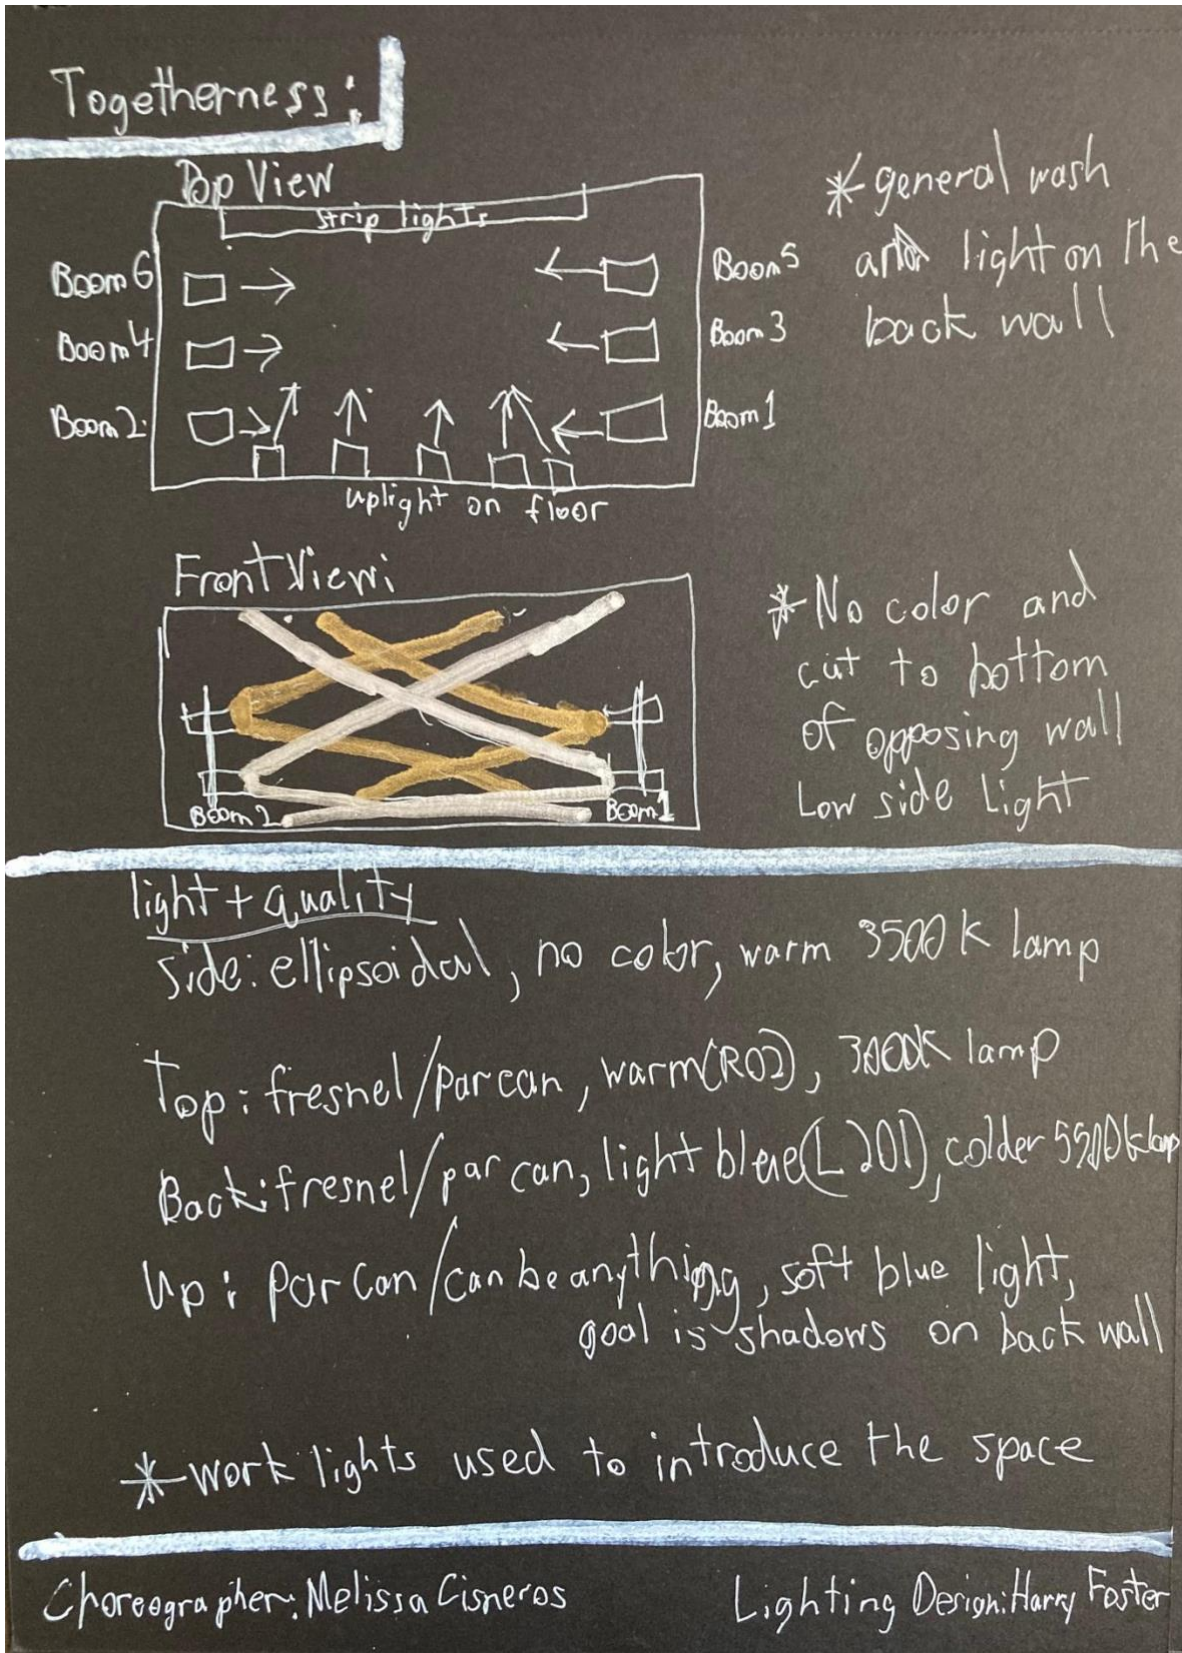 Togetherness:
Top View
strip lights
Boom 6
Boom 5
Boom 4
Boom 3
Boom 2
Boom 1
uplight on floor
* general wash
light on the
back wall
Front View:
Boom 2
Boom 1
* No color and
cut to bottom
of opposing wall
Low side Light
light + quality
side: ellipsoidal, no color, warm 3500 K lamp
Top: fresnel/par can, warm(R02), 3000K lamp
Back: fresnel/par can, light blue(L201), colder 5500k lamp
Up: par can/can be anything, soft blue light,
goal is shadows on back wall
* work lights used to introduce the space
Choreographer: Melissa Cisneros
Lighting Design: Harry Foster